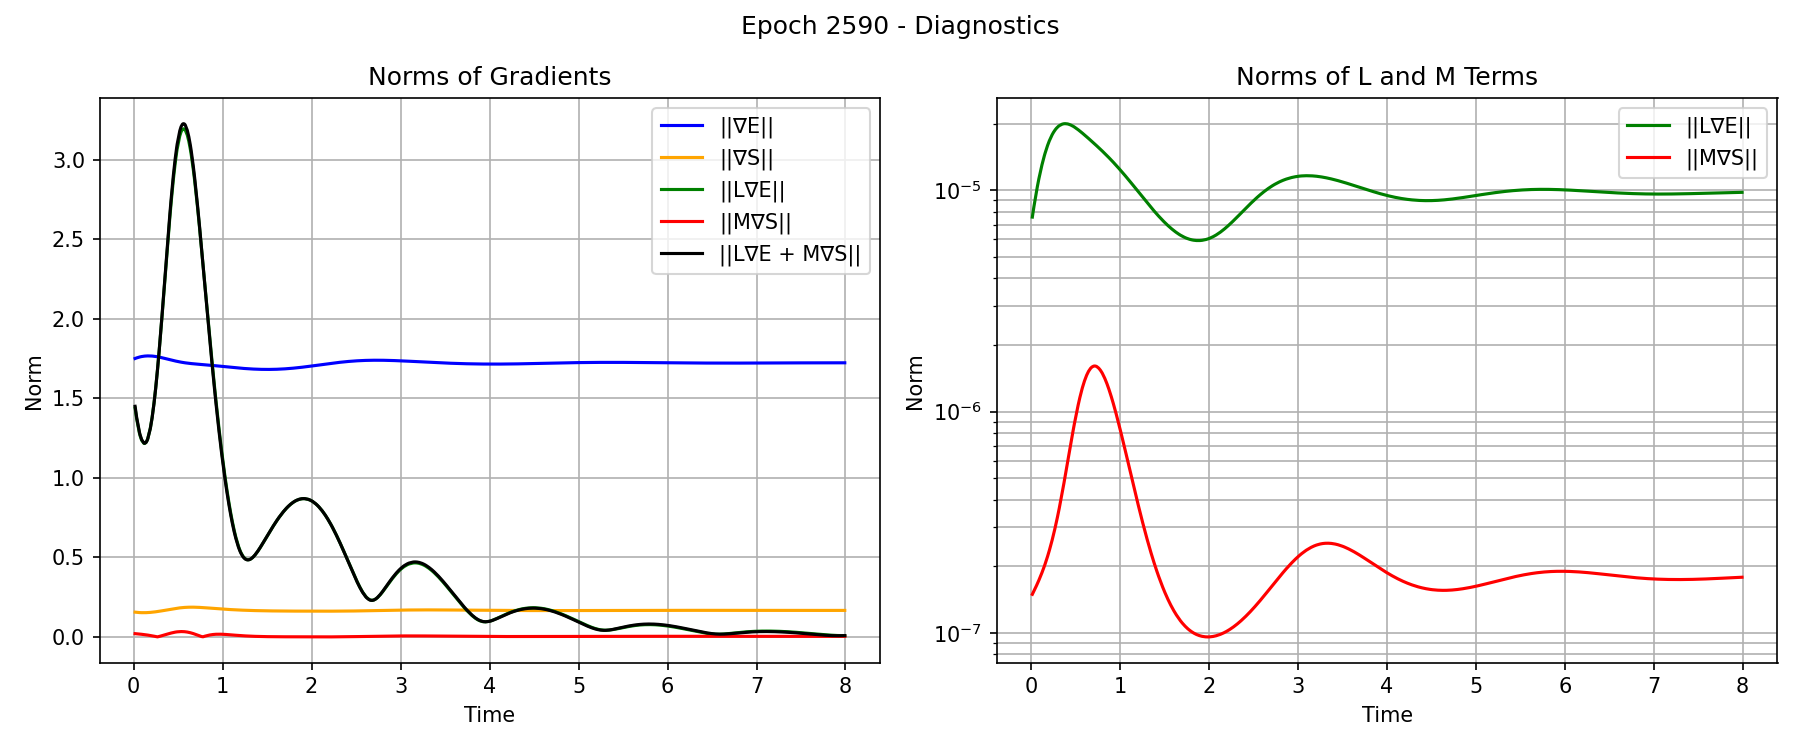 Epoch 2590 - Diagnostics
Norms of Gradients
||∇E||
||∇S||
||L∇E||
||M∇S||
||L∇E + M∇S||
Norm
3.0
2.5
2.0
1.5
1.0
0.5
0.0
0 1 2 3 4 5 6 7 8
Time
Norms of L and M Terms
||L∇E||
||M∇S||
Norm
10⁻⁵
10⁻⁶
10⁻⁷
0 1 2 3 4 5 6 7 8
Time